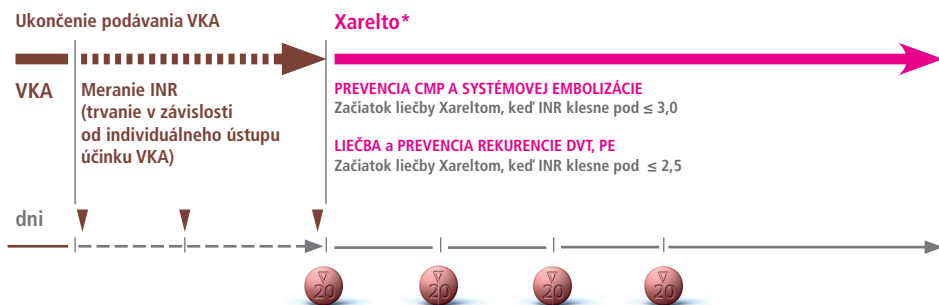 Ukončenie podávania VKA
Xarelto*
VKA
Meranie INR
(trvanie v závislosti
od individuálneho ústupu
účinku VKA)
PREVENCIA CMP A SYSTÉMOVEJ EMBOLIZÁCIE
Začiatok liečby Xareltom, keď INR klesne pod ≤ 3,0
LIEČBA a PREVENCIA REKURENCIE DVT, PE
Začiatok liečby Xareltom, keď INR klesne pod ≤ 2,5
dni
20
20
20
20